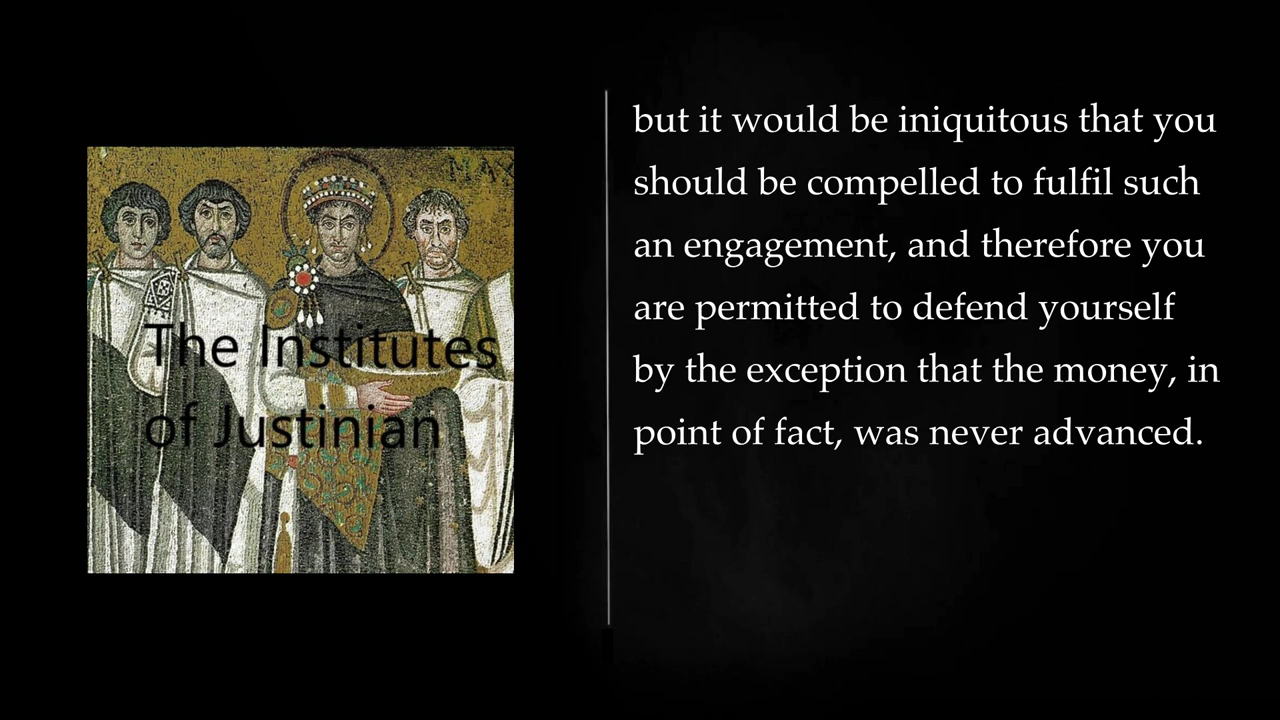 MAX
The Institutes
of Justinian
but it would be iniquitous that you
should be compelled to fulfil such
an engagement, and therefore you
are permitted to defend yourself
by the exception that the money, in
point of fact, was never advanced.